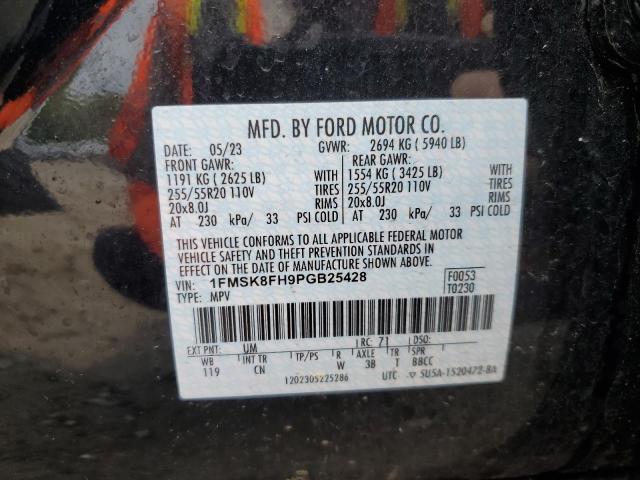 MFD. BY FORD MOTOR CO.
DATE: 05/23 GVWR: 2694 KG ( 5940 LB)
FRONT GAWR: REAR GAWR:
1191 KG ( 2625 LB) WITH 1554 KG ( 3425 LB) WITH
255/55R20 110V TIRES 255/55R20 110V TIRES
20x8.0J RIMS 20x8.0J RIMS
AT 230 kPa/ 33 PSI COLD AT 230 kPa/ 33 PSI COLD
THIS VEHICLE CONFORMS TO ALL APPLICABLE FEDERAL MOTOR
VEHICLE SAFETY AND THEFT PREVENTION STANDARDS IN
EFFECT ON THE DATE OF MANUFACTURE SHOWN ABOVE.
VIN: 1FMSK8FH9PGB25428 F0053
TYPE: MPV T0230
EXT PNT: UM RC: 71 DSO:
WB INT TR TP/PS R AXLE TR SPR
119 CN W 3B T BBCC
1202305225286 UTC ▽ 5U5A-1520472-BA